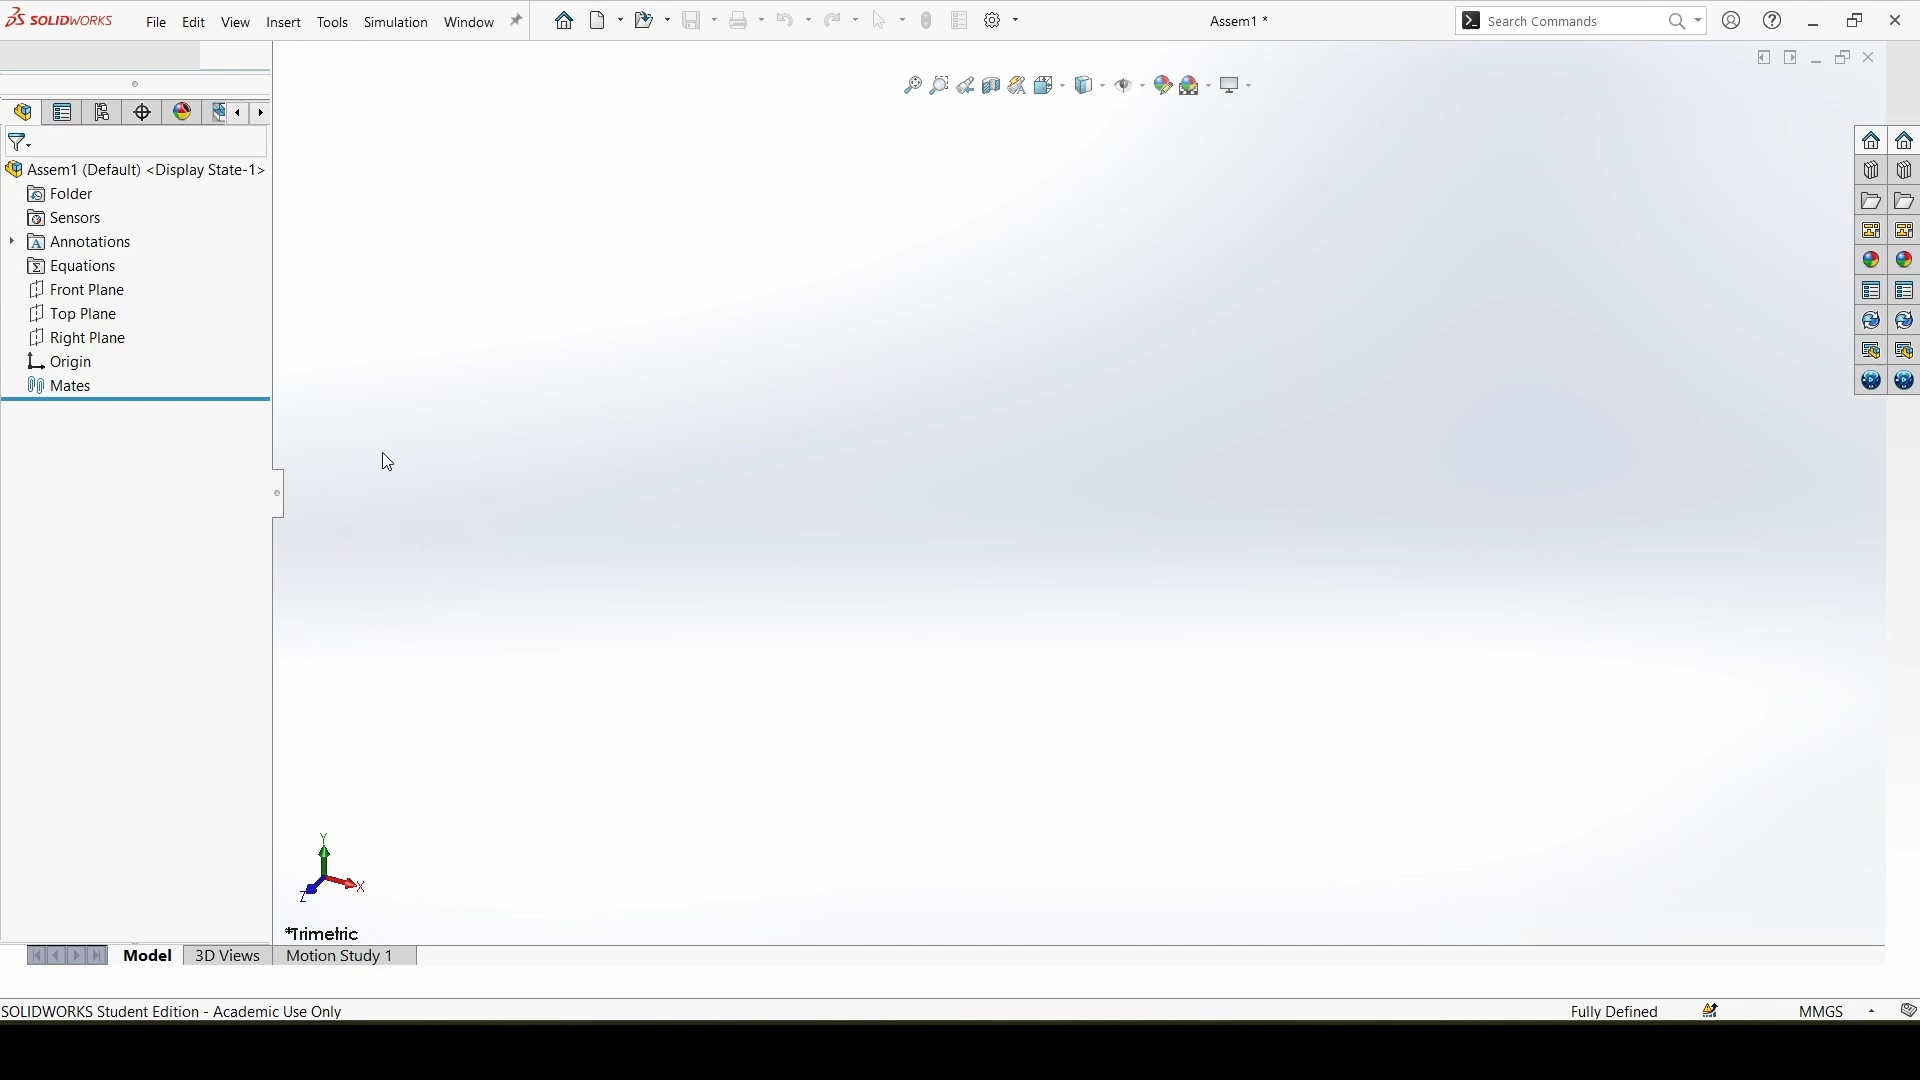 SOLIDWORKS File Edit View Insert Tools Simulation Window Assem1 * Search Commands
Assem1 (Default) <Display State-1>
Folder
Sensors
Annotations
Equations
Front Plane
Top Plane
Right Plane
Origin
Mates
Y
X
Z
*Trimetric
Model 3D Views Motion Study 1
SOLIDWORKS Student Edition - Academic Use Only Fully Defined MMGS